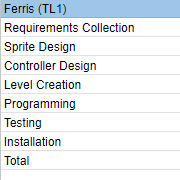 Ferris (TL1)
Requirements Collection
Sprite Design
Controller Design
Level Creation
Programming
Testing
Installation
Total